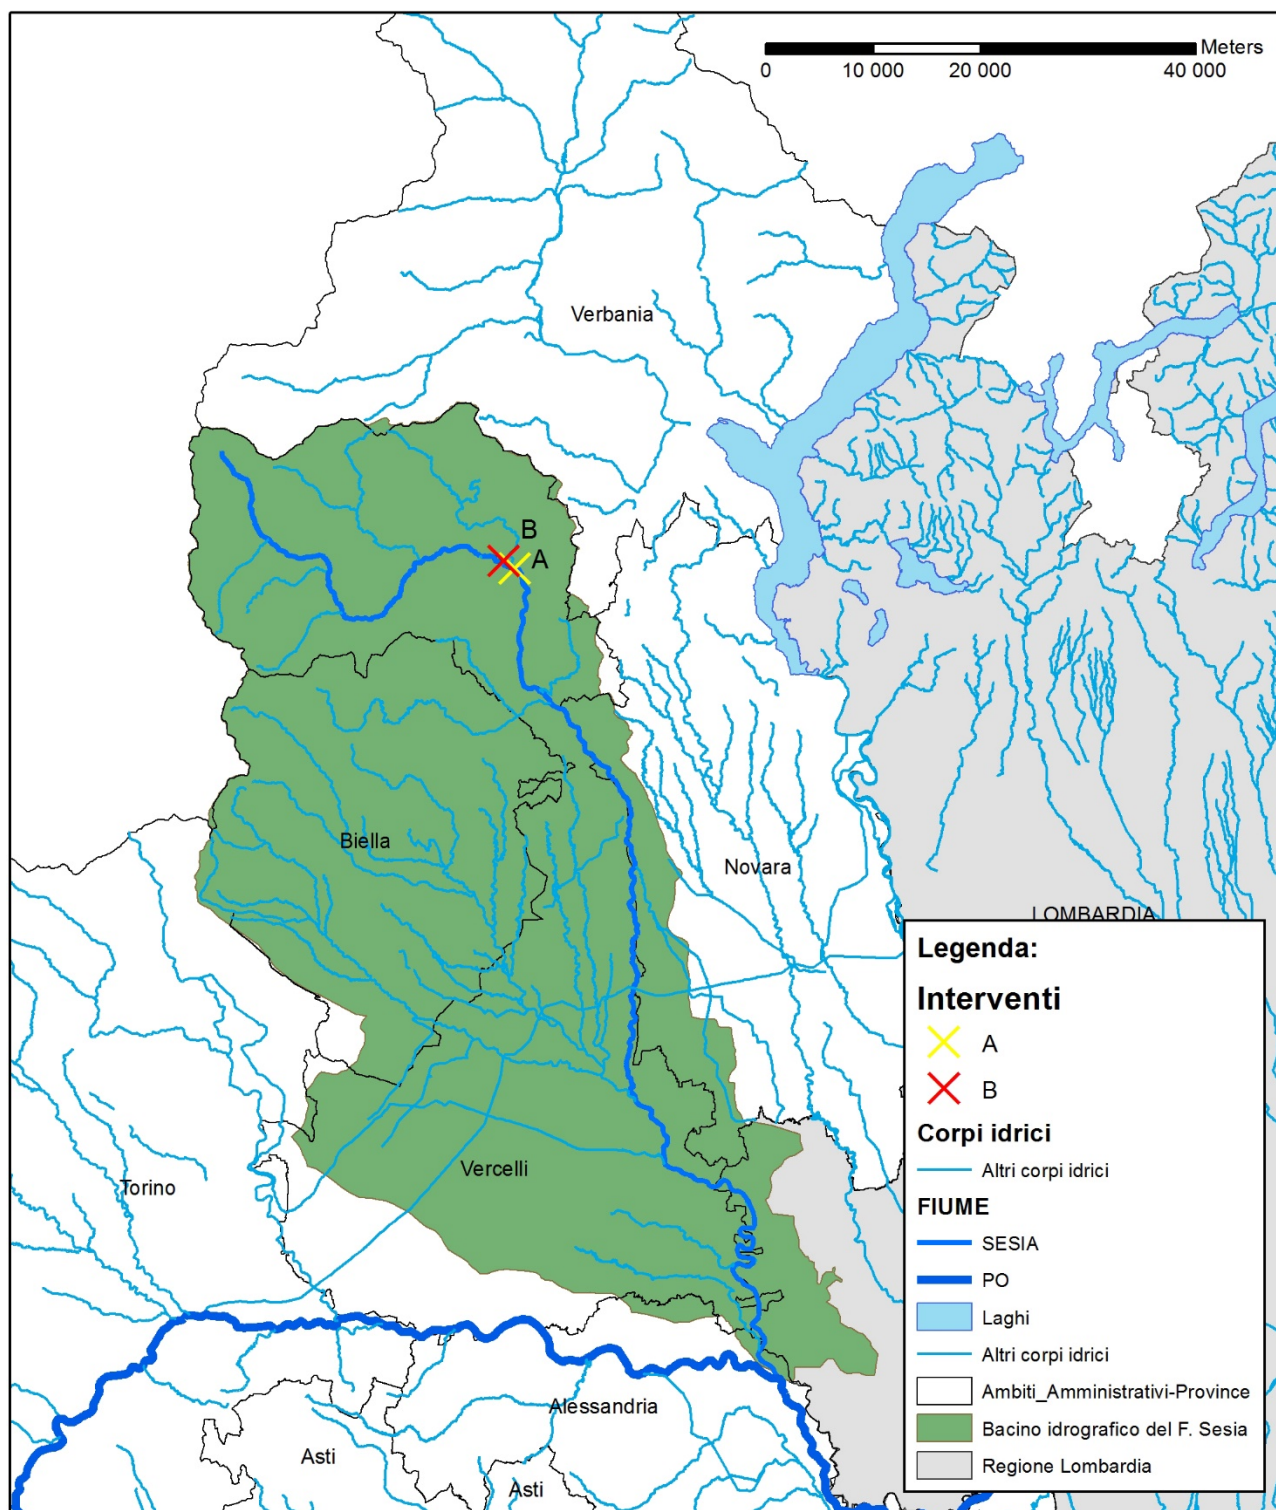 Meters
0 10 000 20 000 40 000
Verbania
B
A
Biella
Novara
LOMBARDIA
Vercelli
Torino
Alessandria
Asti
Asti
Legenda:
Interventi
A
B
Corpi idrici
Altri corpi idrici
FIUME
SESIA
PO
Laghi
Altri corpi idrici
Ambiti_Amministrativi-Province
Bacino idrografico del F. Sesia
Regione Lombardia